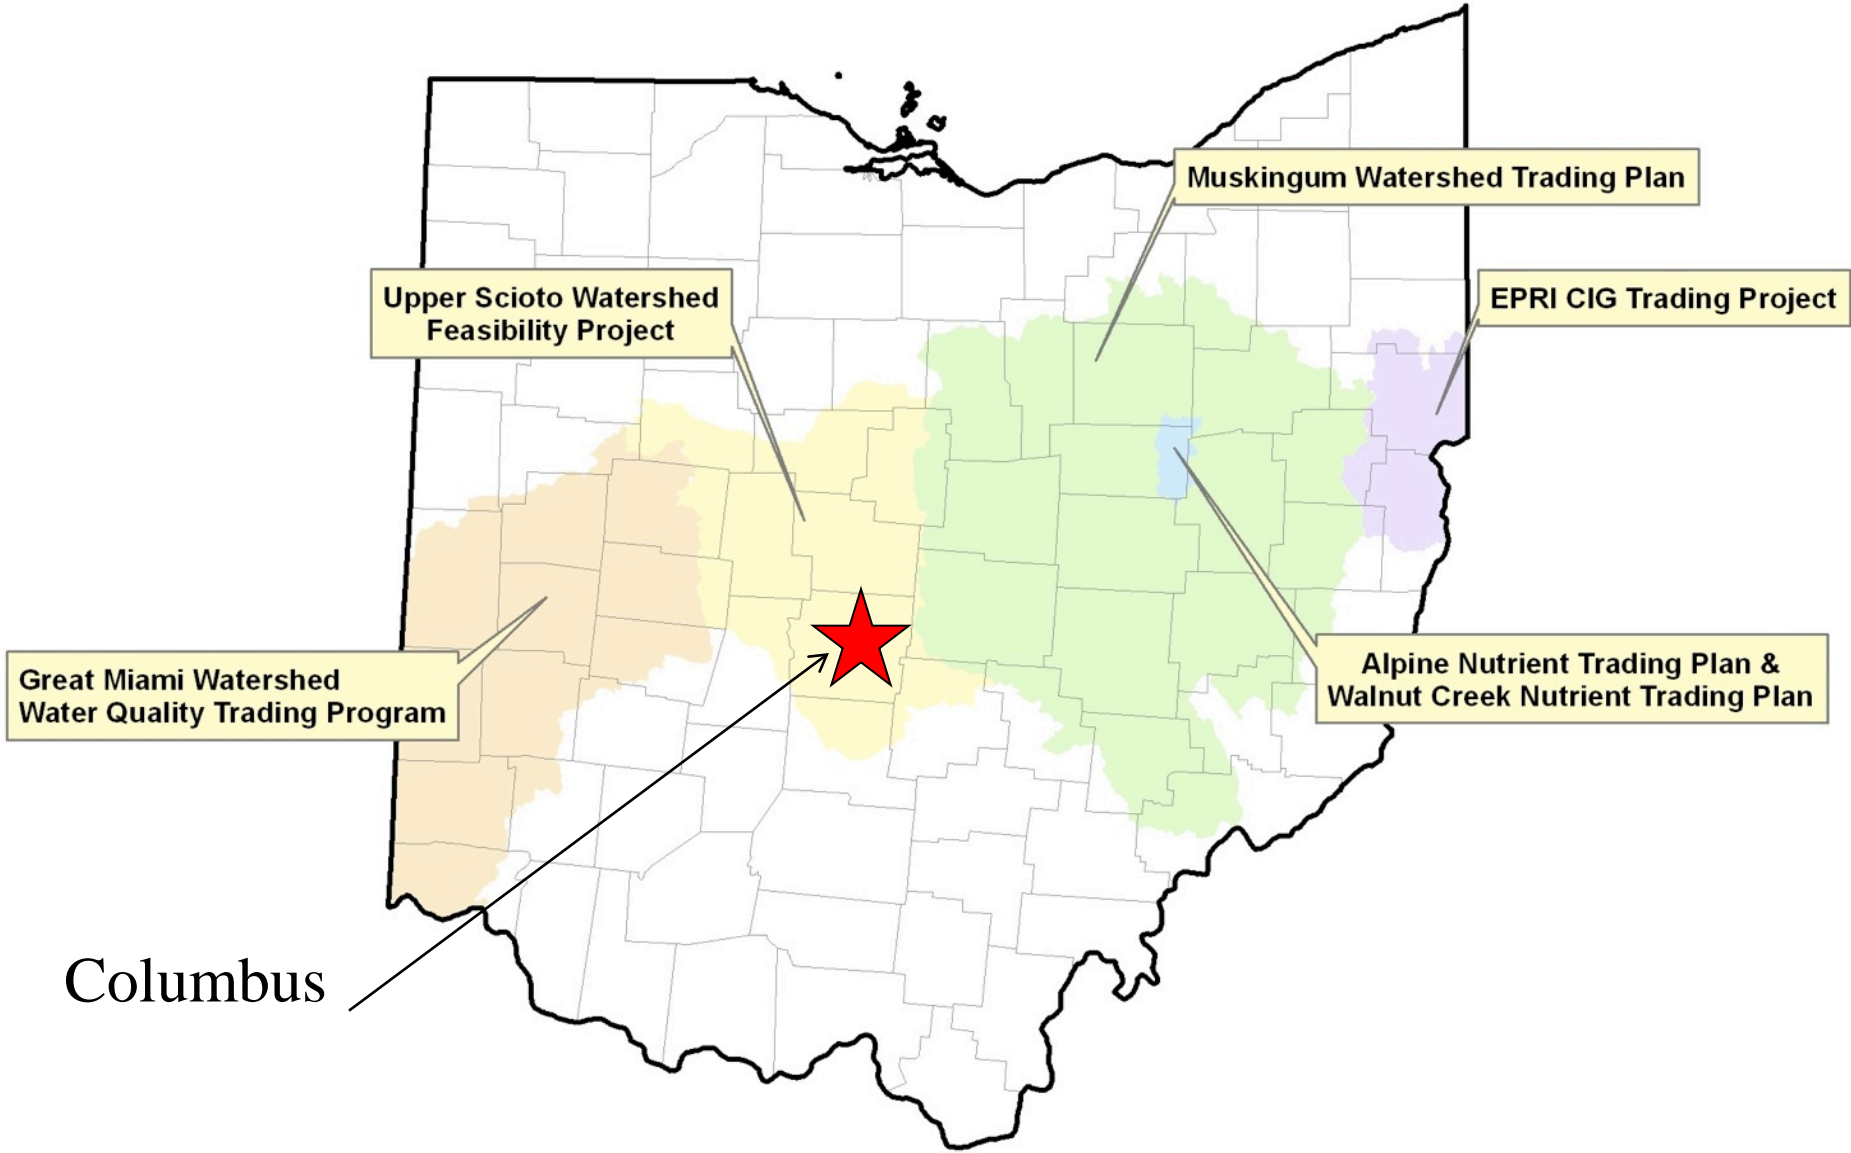 Muskingum Watershed Trading Plan
Upper Scioto Watershed
Feasibility Project
EPRI CIG Trading Project
Great Miami Watershed
Water Quality Trading Program
Alpine Nutrient Trading Plan &
Walnut Creek Nutrient Trading Plan
Columbus